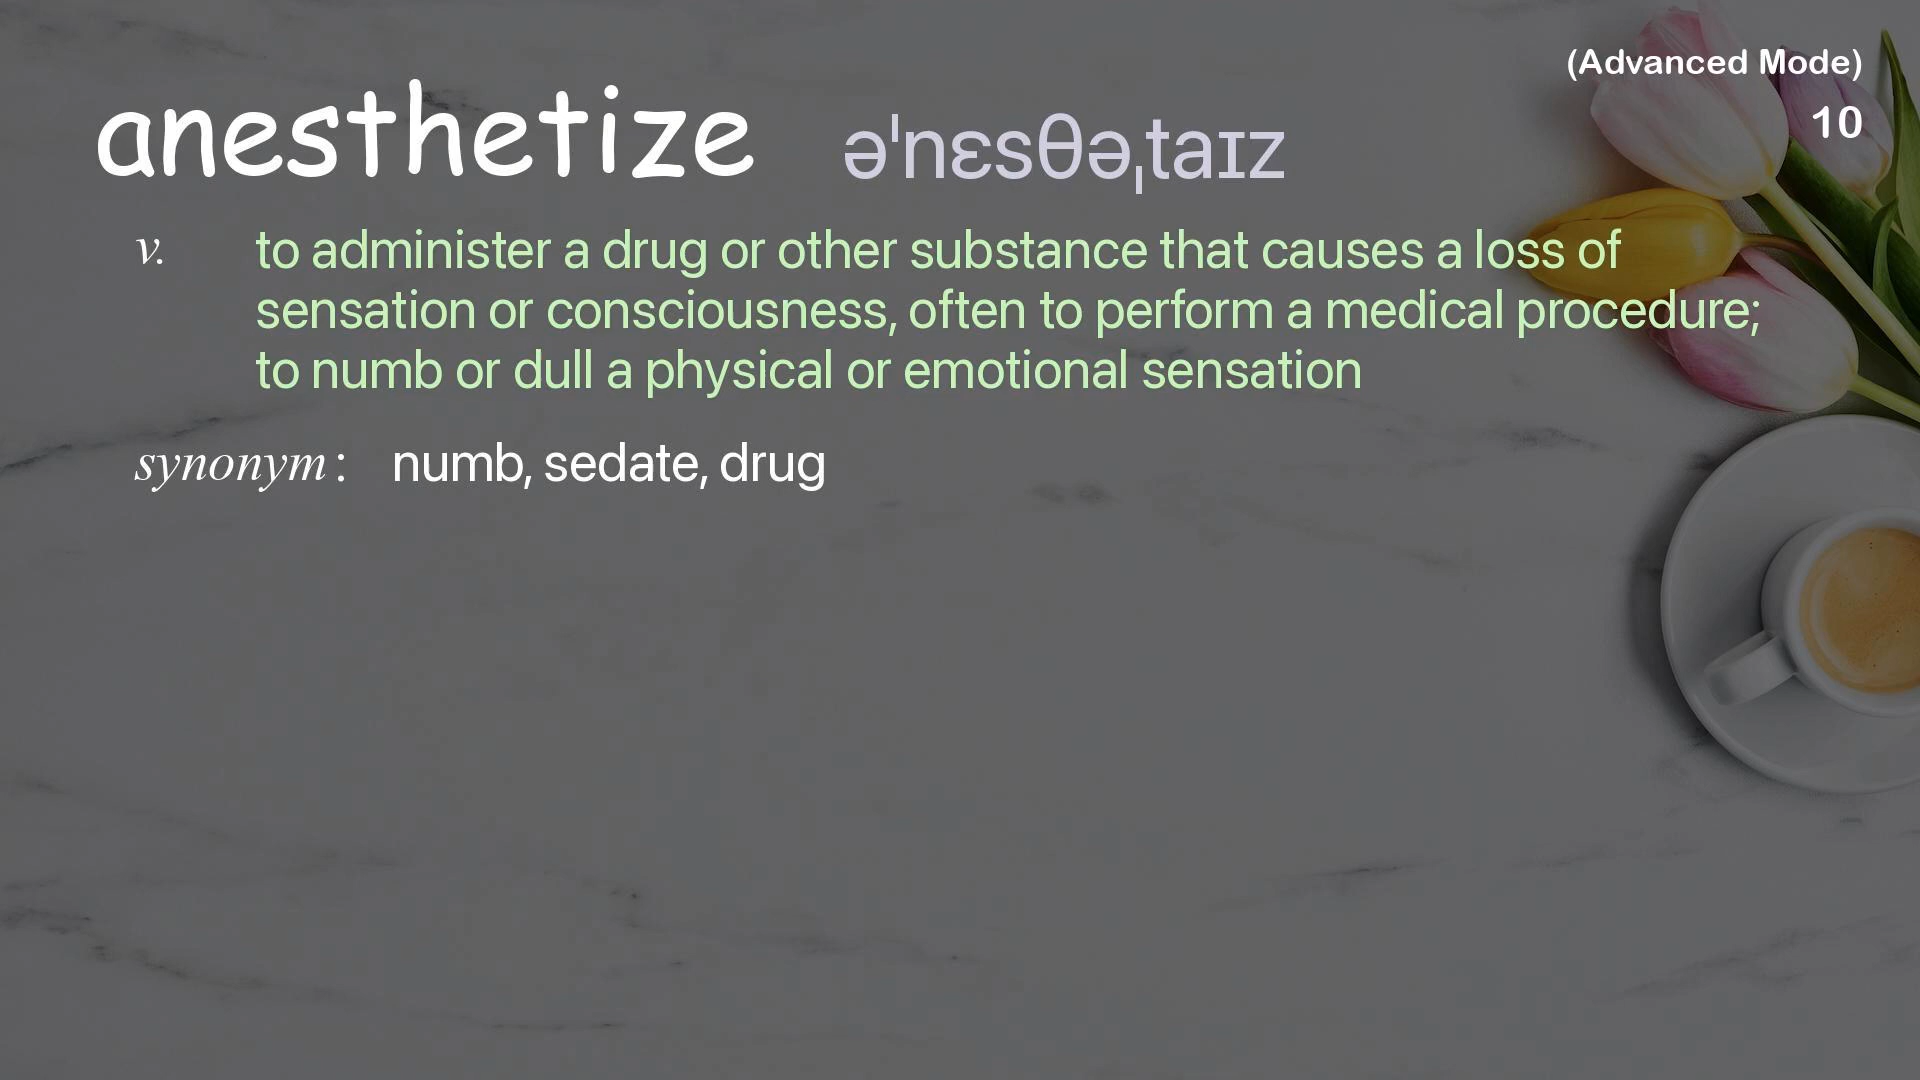 (Advanced Mode)
anesthetize əˈnɛsθəˌtaɪz
10
v. to administer a drug or other substance that causes a loss of
sensation or consciousness, often to perform a medical procedure;
to numb or dull a physical or emotional sensation
synonym: numb, sedate, drug